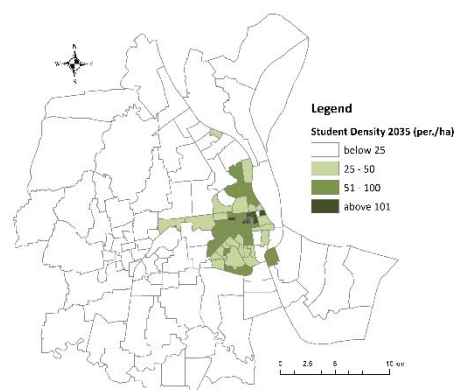 N
W E
S
Legend
Student Density 2035 (per./ha)
below 25
25 - 50
51 - 100
above 101
0 2.5 5 10 km